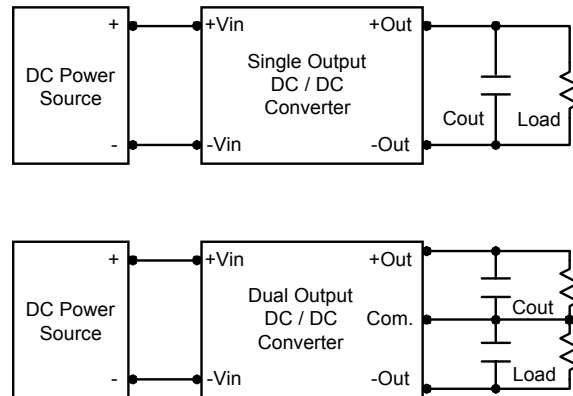 + +Vin +Out
DC Power
Source
Single Output
DC / DC
Converter
Cout Load
- -Vin -Out
+ +Vin +Out
DC Power
Source
Dual Output
DC / DC
Converter
Com.
Cout
Load
- -Vin -Out